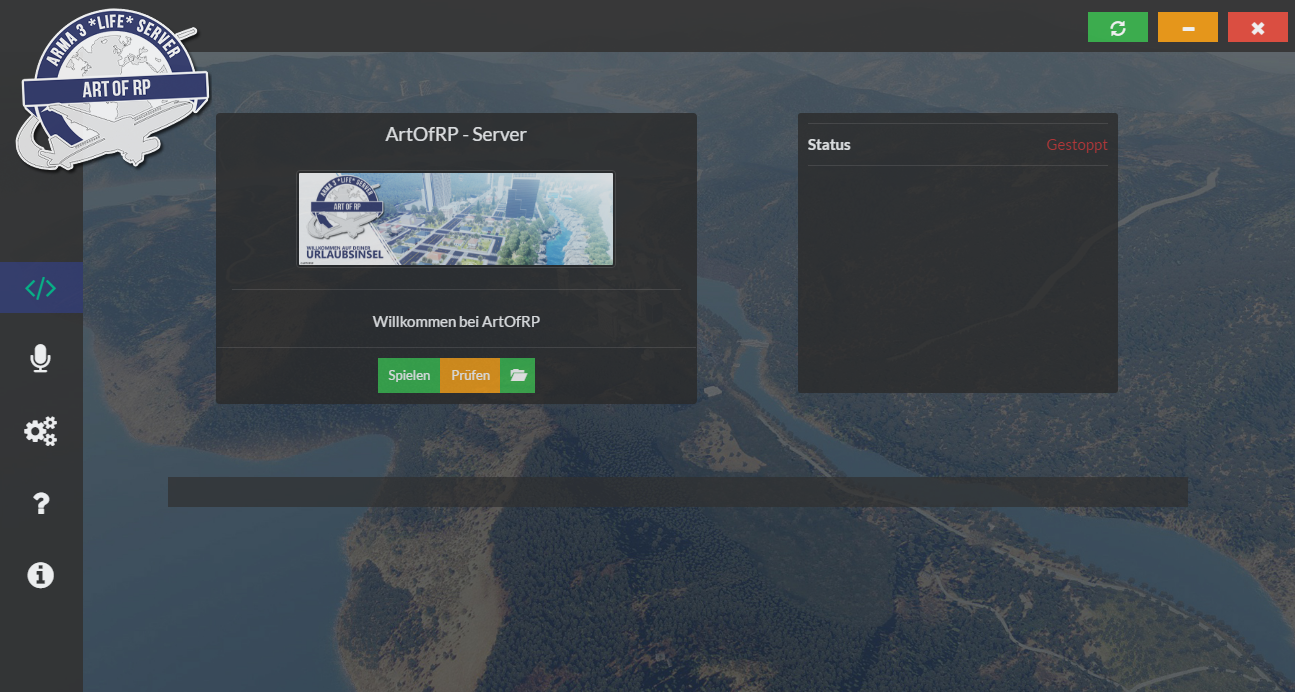 ARMA 3 *LIFE* SERVER
ART OF RP
ArtOfRP - Server
Status
Gestoppt
ARMA 3 *LIFE* SERVER
ART OF RP
WILLKOMMEN AUF DEINER
URLAUBSINSEL
Willkommen bei ArtOfRP
Spielen
Prüfen